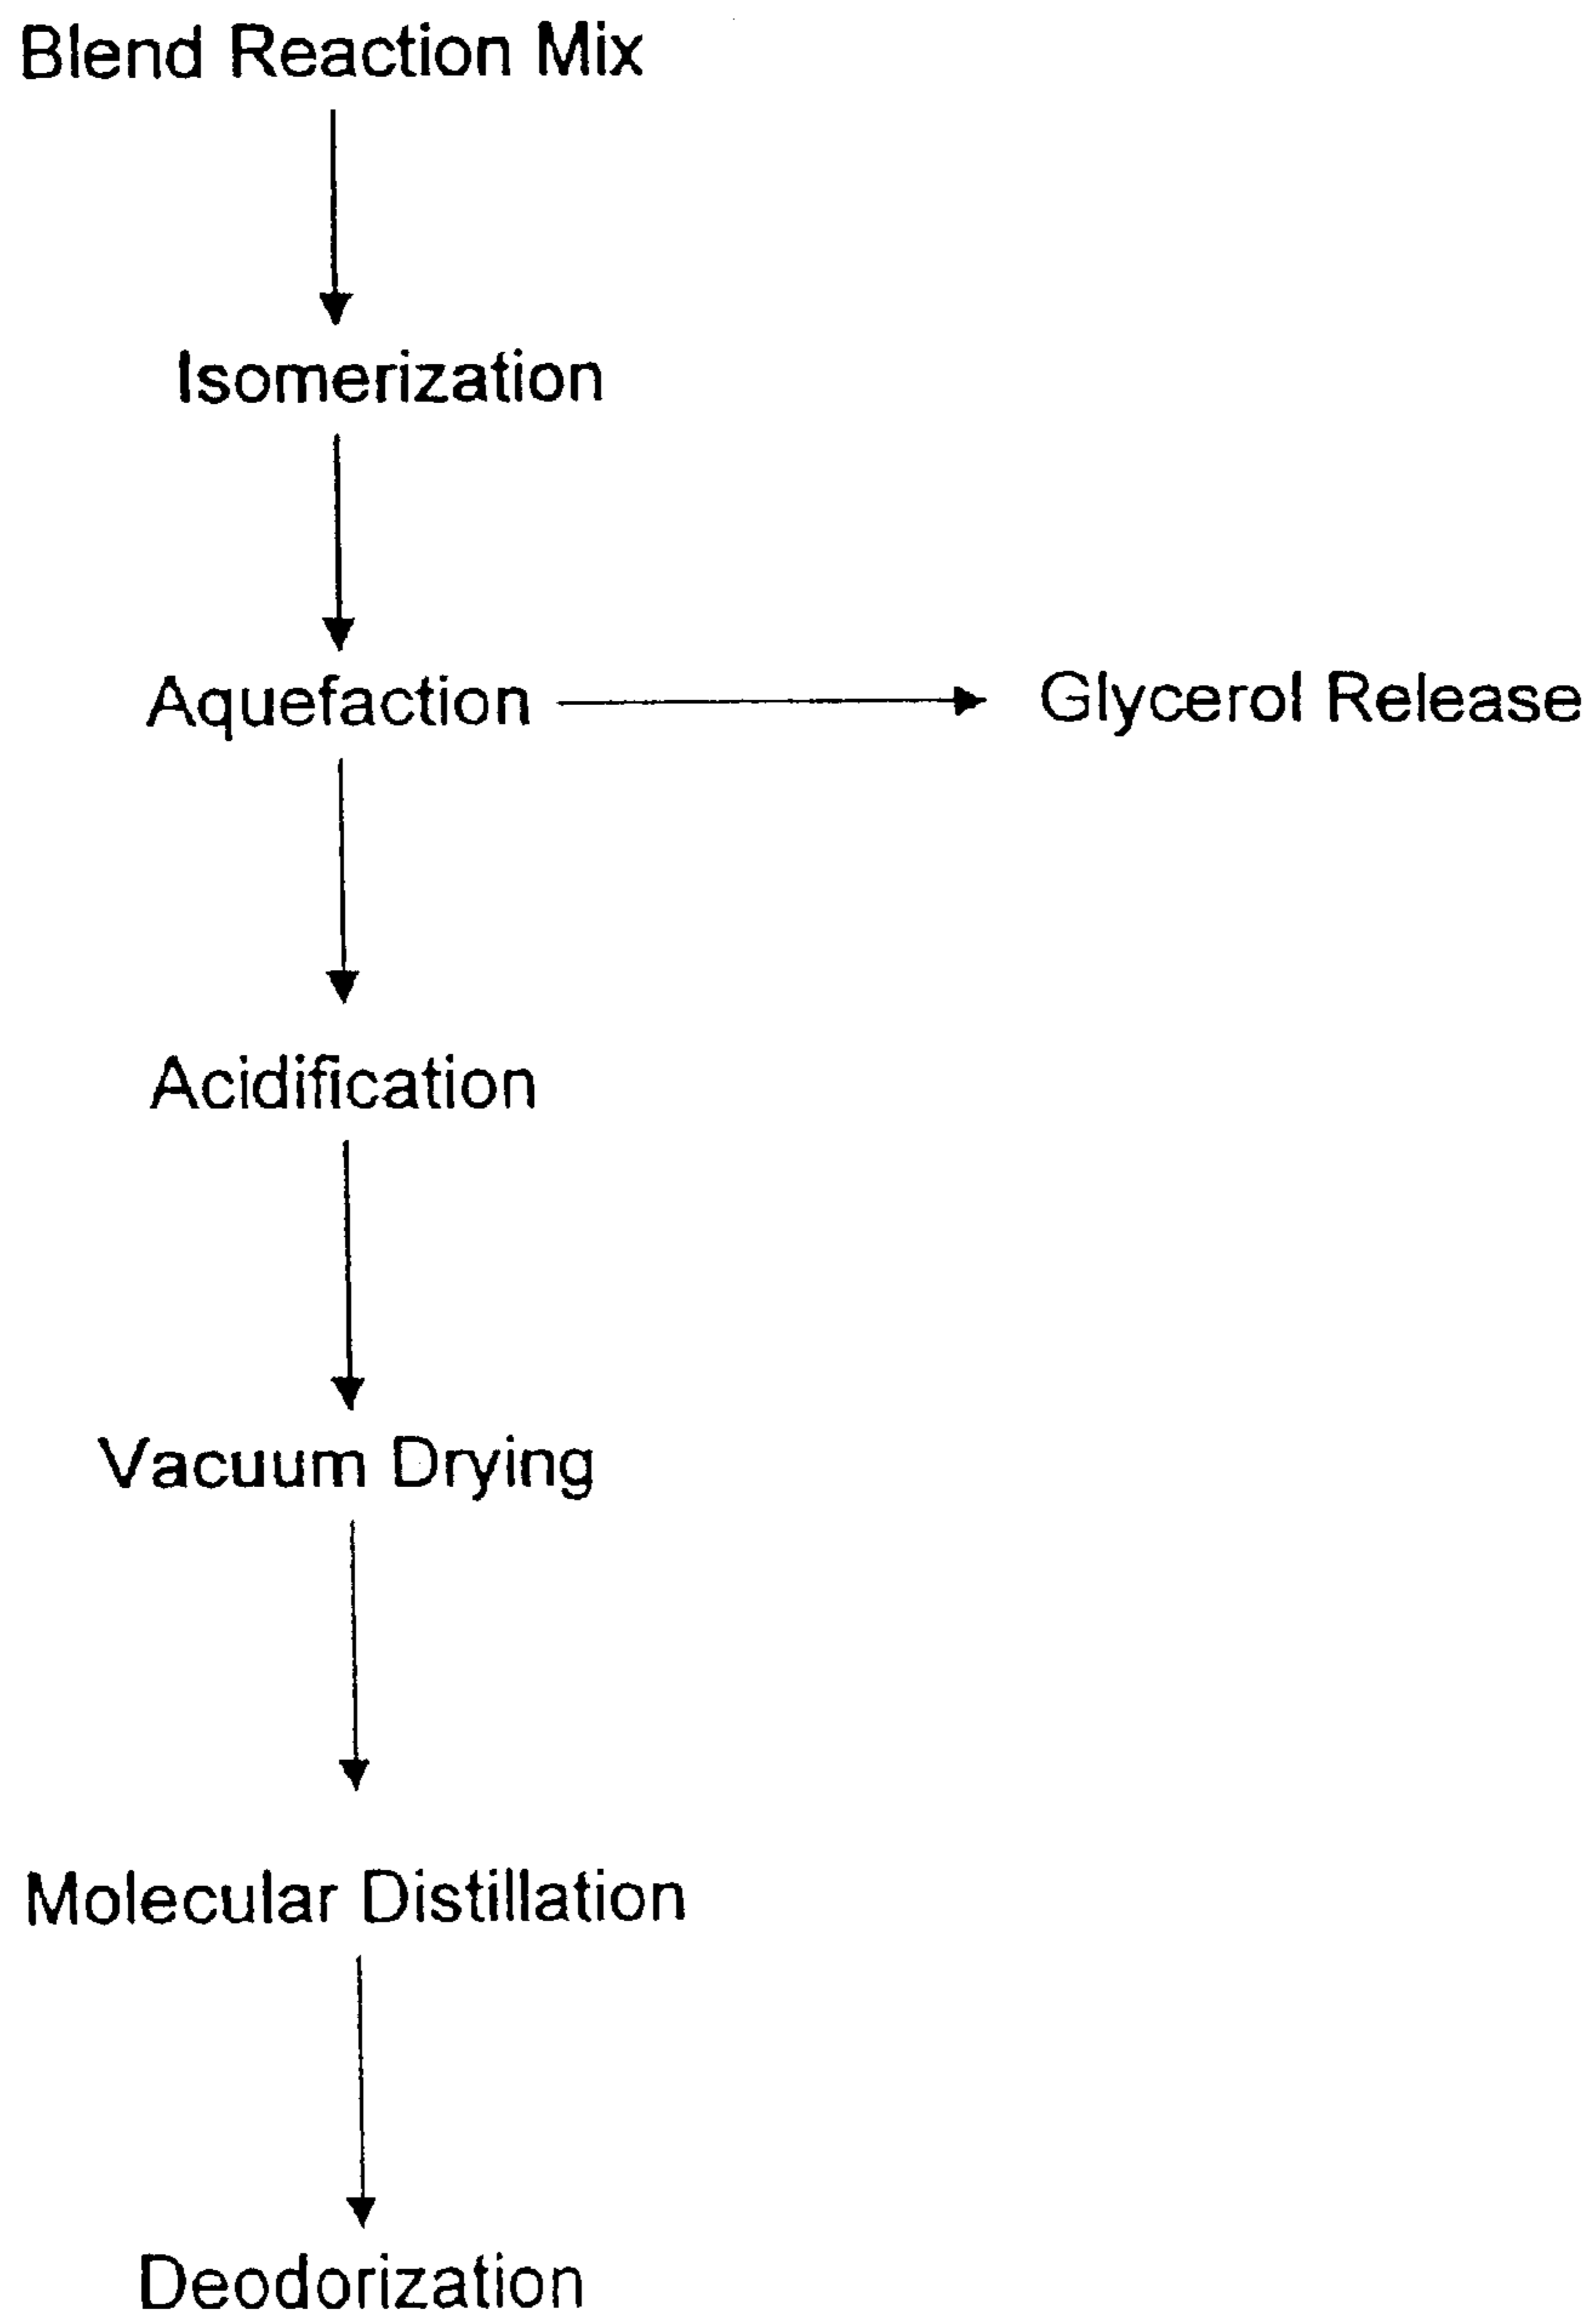 Blend Reaction Mix
Isomerization
Aquefaction
Glycerol Release
Acidification
Vacuum Drying
Molecular Distillation
Deodorization